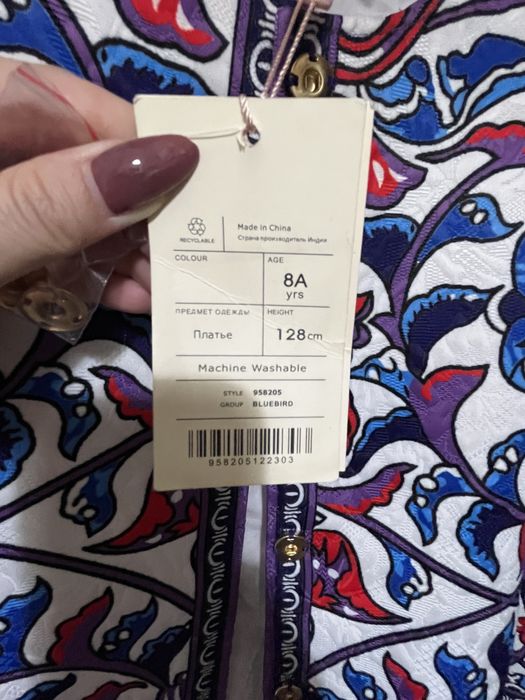 RECYCLABLE
Made in China
Страна производитель Индия
COLOUR
AGE
8A
yrs
ПРЕДМЕТ ОДЕЖДЫ
HEIGHT
Платье
128cm
Machine Washable
STYLE 958205
GROUP BLUEBIRD
958205122303